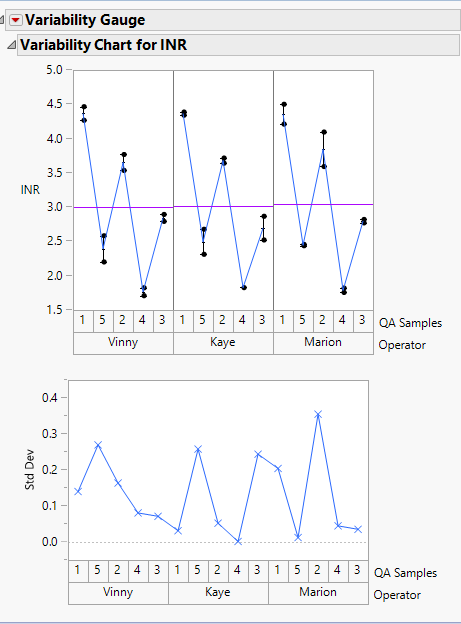 Variability Gauge
Variability Chart for INR
5.0
4.5
4.0
3.5
INR
3.0
2.5
2.0
1.5
1 5 2 4 3 1 5 2 4 3 1 5 2 4 3 QA Samples
Vinny Kaye Marion Operator
0.4
0.3
Std Dev
0.2
0.1
0.0
1 5 2 4 3 1 5 2 4 3 1 5 2 4 3 QA Samples
Vinny Kaye Marion Operator